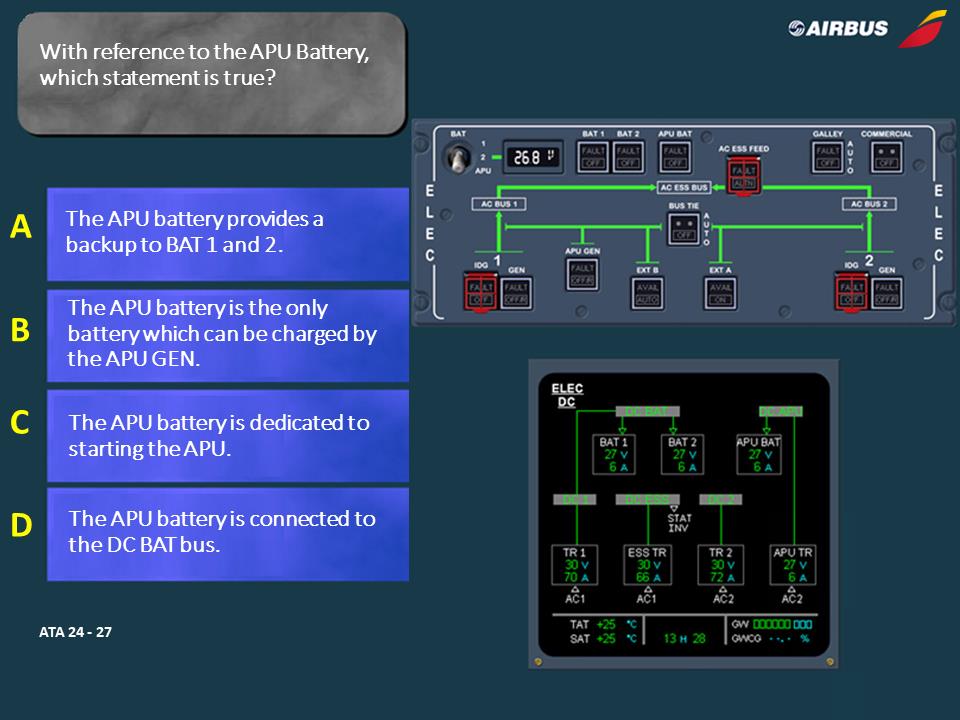 With reference to the APU Battery,
which statement is true?
AIRBUS
A
The APU battery provides a
backup to BAT 1 and 2.
B
The APU battery is the only
battery which can be charged by
the APU GEN.
C
The APU battery is dedicated to
starting the APU.
D
The APU battery is connected to
the DC BAT bus.
ATA 24 - 27
BAT
1
2
APU
26.8 V
BAT 1 BAT 2 APU BAT
FAULT FAULT FAULT
OFF OFF OFF
AC ESS FEED
FAULT
ALTN
GALLEY COMMERCIAL
FAULT
OFF
AUTO
OFF
ELEC
ELEC
AC ESS BUS
AC BUS 1
BUS TIE
OFF
AUTO
AC BUS 2
IDG 1 GEN
FAULT FAULT
OFF OFF/R
APU GEN
FAULT
OFF/R
EXT B
AVAIL
AUTO
EXT A
AVAIL
ON
IDG 2 GEN
FAULT FAULT
OFF OFF/R
ELEC
DC
DC BAT DC APU
BAT 1 BAT 2 APU BAT
27 V 27 V 27 V
6 A 6 A 6 A
DC 1 DC ESS DC 2
STAT
INV
TR 1 ESS TR TR 2 APU TR
30 V 30 V 30 V 27 V
70 A 66 A 72 A 6 A
AC1 AC1 AC2 AC2
TAT +25 °C
SAT +25 °C
13 H 28
GW
GWCG --.- %